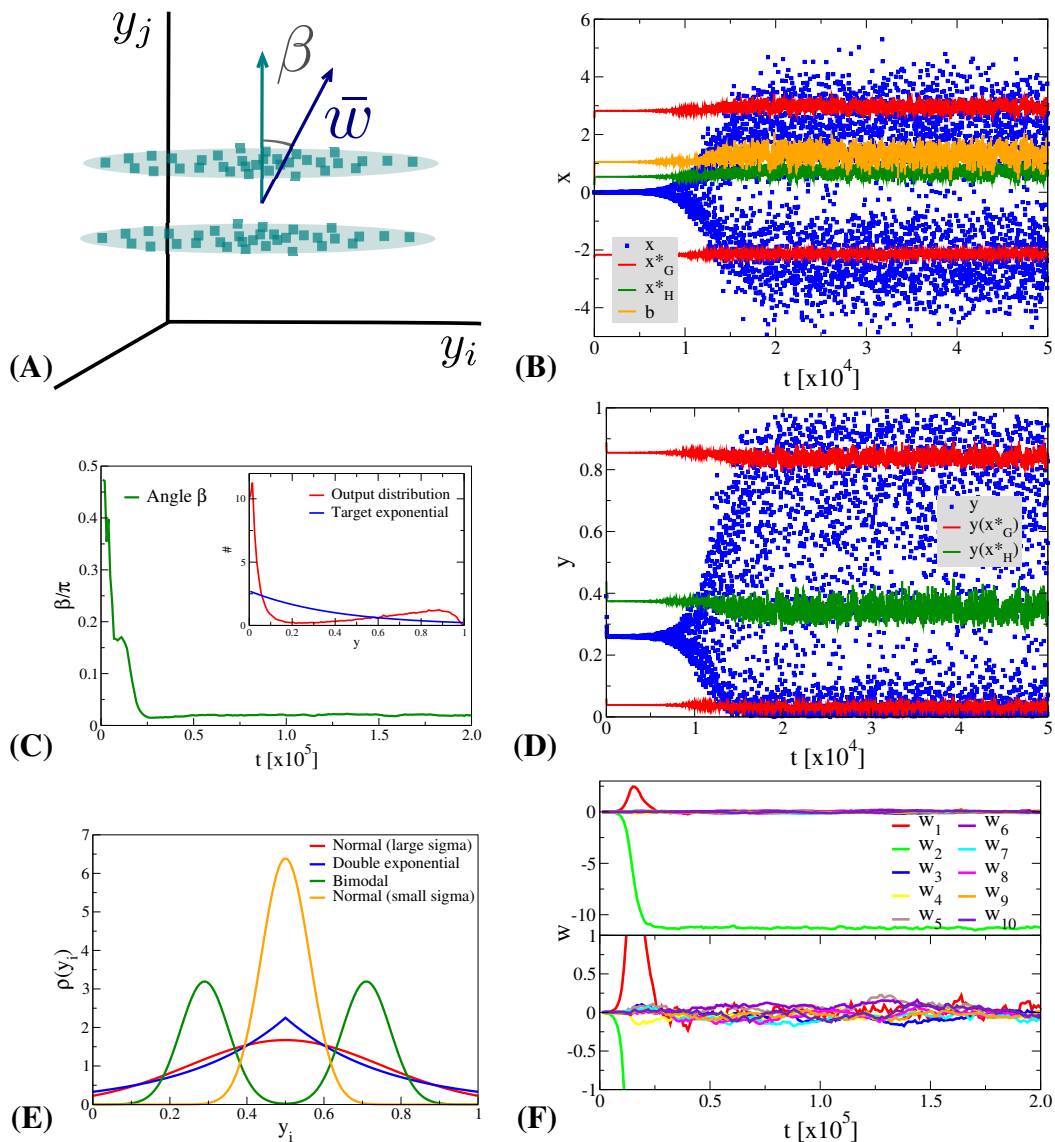 y_j
β
w̄
y_i
(A)
x
6
4
2
0
-2
-4
x
x*_G
x*_H
b
0
1
2
3
4
5
t [x10^4]
(B)
β/π
0.5
0.4
0.3
0.2
0.1
0
Angle β
#
10
5
0
Output distribution
Target exponential
0
0.2
0.4
0.6
0.8
1
y
0.5
1.0
1.5
2.0
t [x10^5]
(C)
y
1
0.8
0.6
0.4
0.2
0
y
y(x*_G)
y(x*_H)
0
1
2
3
4
5
t [x10^4]
(D)
ρ(y_i)
7
6
5
4
3
2
1
0
Normal (large sigma)
Double exponential
Bimodal
Normal (small sigma)
0
0.2
0.4
0.6
0.8
1
y_i
(E)
w
0
-5
-10
w_1
w_2
w_3
w_4
w_5
w_6
w_7
w_8
w_9
w_10
1
0.5
0
-0.5
-1
0
0.5
1.0
1.5
2.0
t [x10^5]
(F)